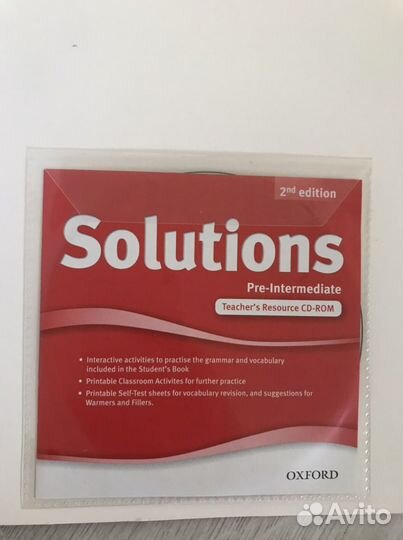 2nd edition
Solutions
Pre-Intermediate
Teacher's Resource CD-ROM
• Interactive activities to practise the grammar and vocabulary
included in the Student's Book
• Printable Classroom Activites for further practice
• Printable Self-Test sheets for vocabulary revision, and suggestions for
Warmers and Fillers.
OXFORD
Avito